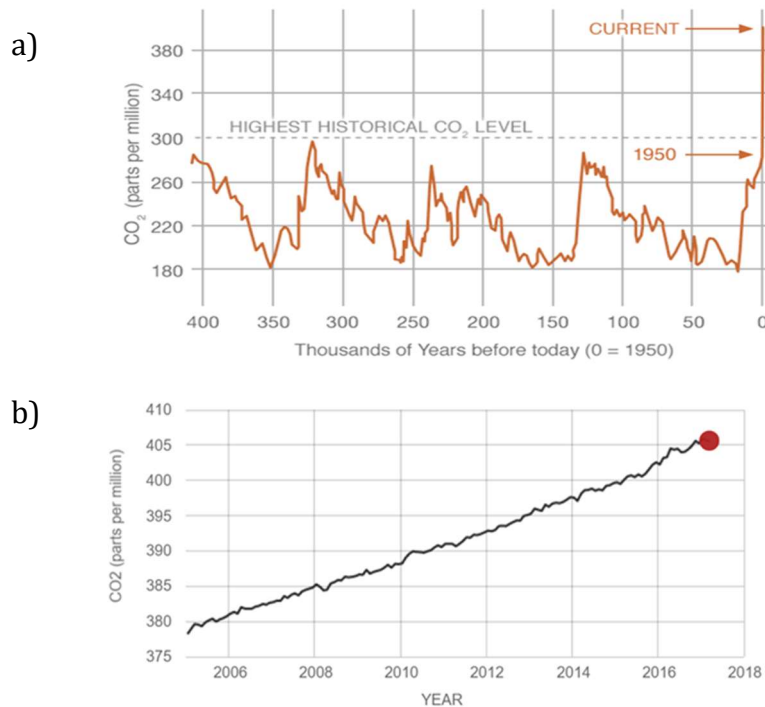 a)
380
340
300
260
220
180
CO₂ (parts per million)
CURRENT
HIGHEST HISTORICAL CO₂ LEVEL
1950
400 350 300 250 200 150 100 50 0
Thousands of Years before today (0 = 1950)
b)
410
405
400
395
390
385
380
375
CO2 (parts per million)
2006 2008 2010 2012 2014 2016 2018
YEAR